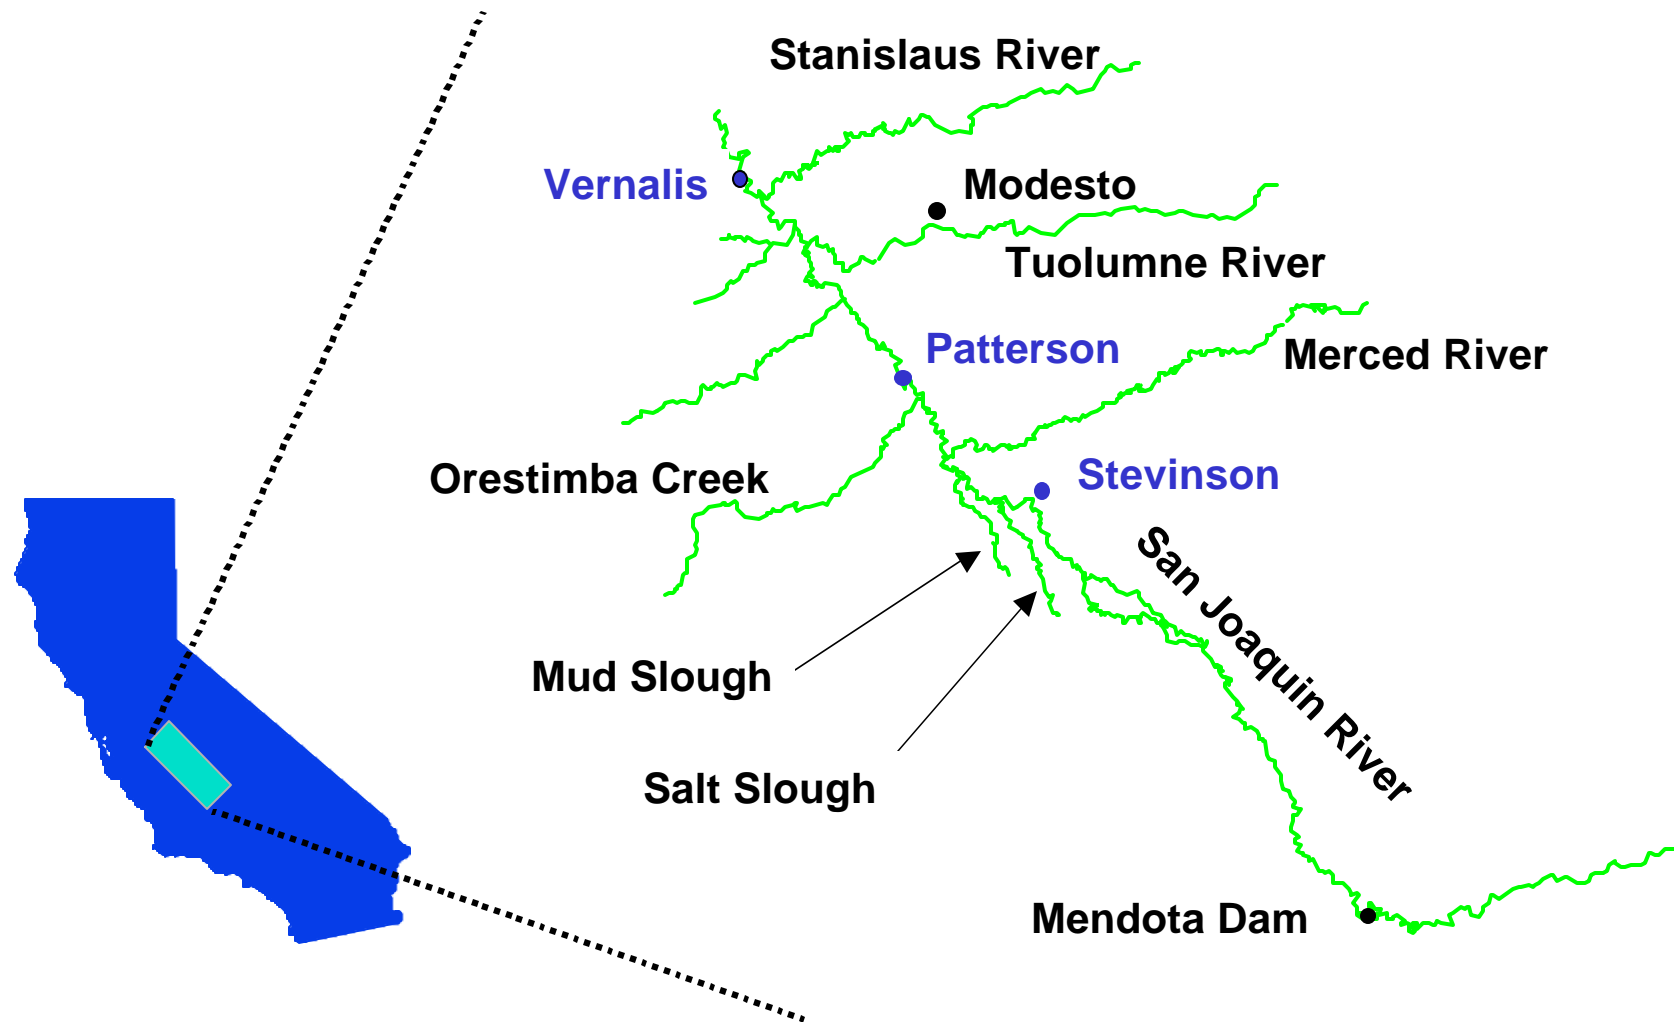 Stanislaus River
Vernalis
Modesto
Tuolumne River
Patterson
Merced River
Orestimba Creek
Stevinson
San Joaquin River
Mud Slough
Salt Slough
Mendota Dam